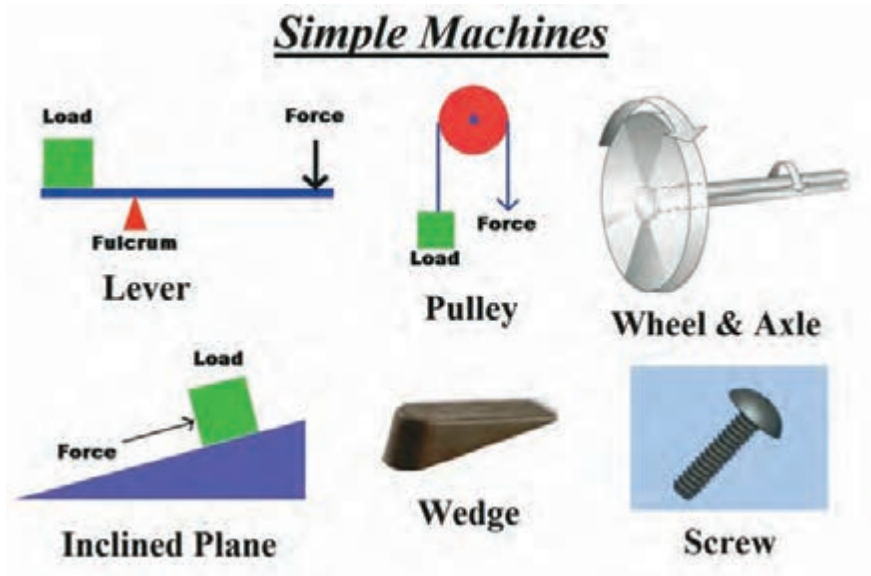 Simple Machines
Load
Force
Fulcrum
Lever
Force
Load
Pulley
Wheel & Axle
Load
Force
Inclined Plane
Wedge
Screw